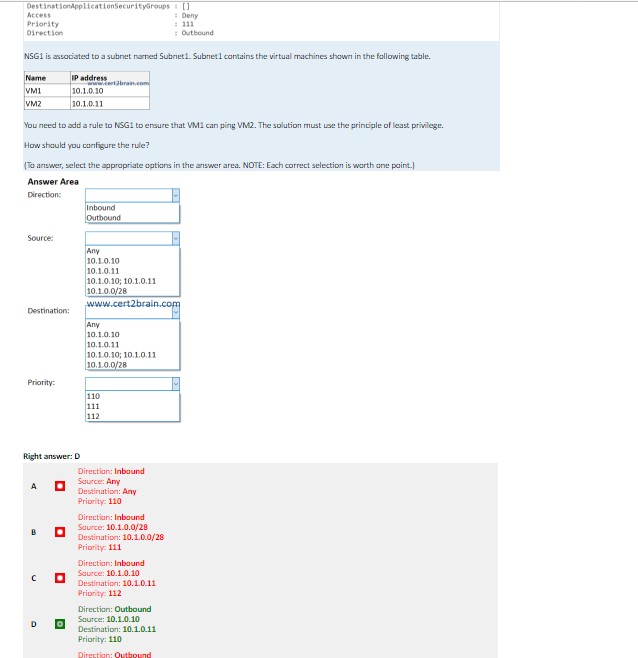 DestinationApplicationSecurityGroups : []
Access : Deny
Priority : 111
Direction : Outbound
NSG1 is associated to a subnet named Subnet1. Subnet1 contains the virtual machines shown in the following table.
Name IP address
www.cert2brain.com
VM1 10.1.0.10
VM2 10.1.0.11
You need to add a rule to NSG1 to ensure that VM1 can ping VM2. The solution must use the principle of least privilege.
How should you configure the rule?
(To answer, select the appropriate options in the answer area. NOTE: Each correct selection is worth one point.)
Answer Area
Direction:
Inbound
Outbound
Source:
Any
10.1.0.10
10.1.0.11
10.1.0.10; 10.1.0.11
10.1.0.0/28
www.cert2brain.com
Destination:
Any
10.1.0.10
10.1.0.11
10.1.0.10; 10.1.0.11
10.1.0.0/28
Priority:
110
111
112
Right answer: D
A
Direction: Inbound
Source: Any
Destination: Any
Priority: 110
B
Direction: Inbound
Source: 10.1.0.0/28
Destination: 10.1.0.0/28
Priority: 111
C
Direction: Inbound
Source: 10.1.0.10
Destination: 10.1.0.11
Priority: 112
D
Direction: Outbound
Source: 10.1.0.10
Destination: 10.1.0.11
Priority: 110
Direction: Outbound